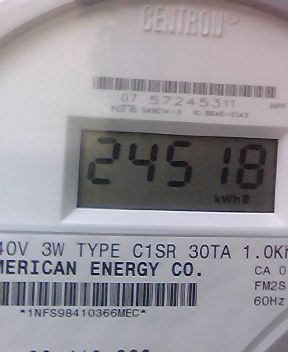 CENTRON
07 57245311
24518
kWh
40V 3W TYPE C1SR 30TA 1.0Kh
MERICAN ENERGY CO.
CA 0
FM2S
60Hz
*1NFS98410366MEC*